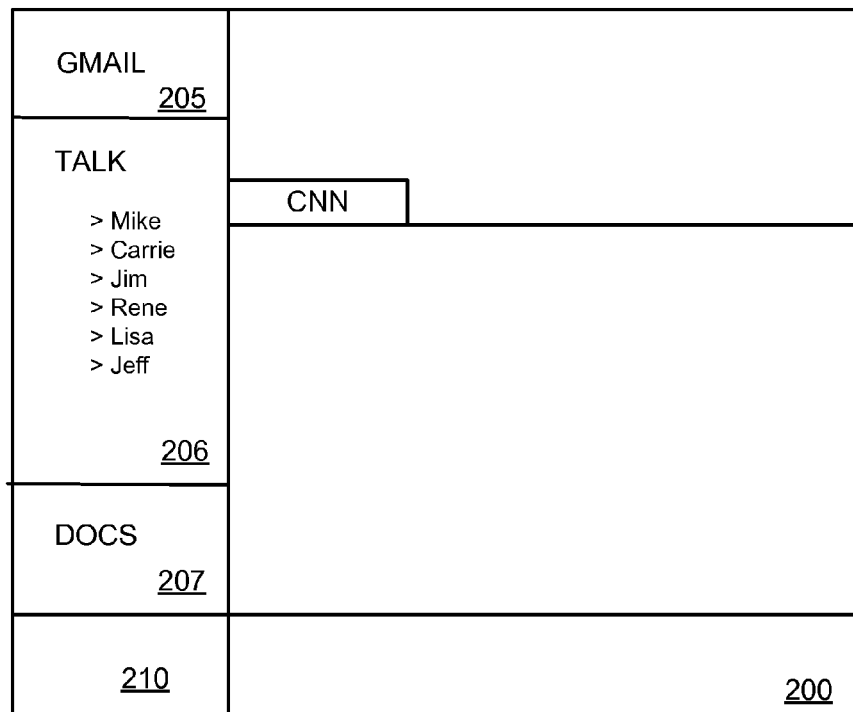 GMAIL
205
TALK
> Mike
> Carrie
> Jim
> Rene
> Lisa
> Jeff
206
DOCS
207
210
CNN
200